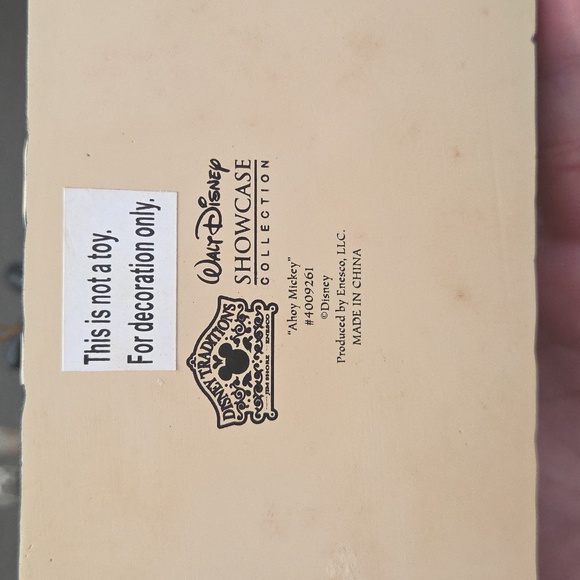 This is not a toy.
For decoration only.
DISNEY TRADITIONS
JIM SHORE ENESCO
WALT DISNEY
SHOWCASE
COLLECTION
"Ahoy Mickey"
#4009261
©Disney
Produced by Enesco, LLC.
MADE IN CHINA